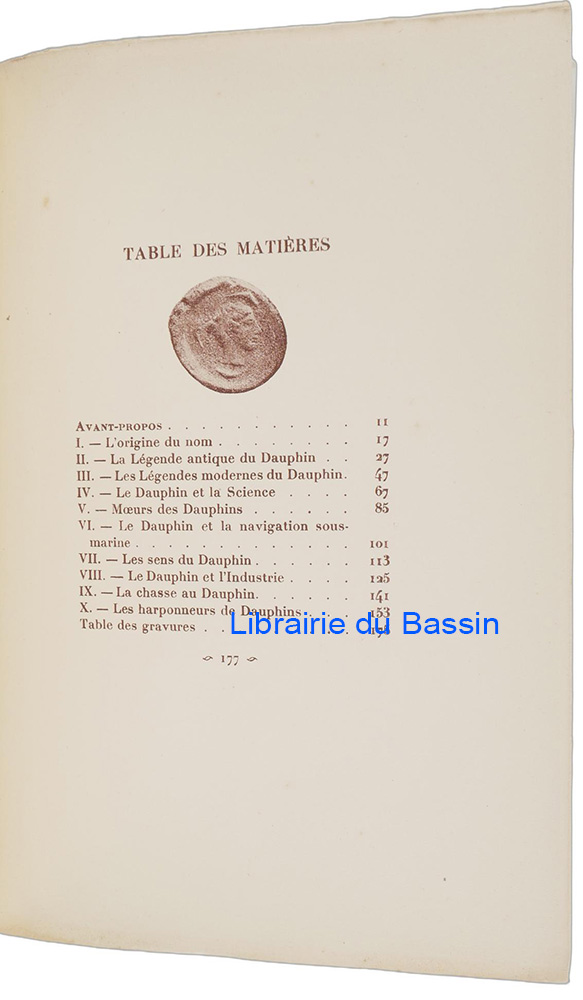 TABLE DES MATIÈRES
AVANT-PROPOS . . . . . . . . . . . 11
I. — L'origine du nom . . . . . . . . 17
II. — La Légende antique du Dauphin . . 27
III. — Les Légendes modernes du Dauphin. 47
IV. — Le Dauphin et la Science . . . . 67
V. — Mœurs des Dauphins . . . . . . 85
VI. — Le Dauphin et la navigation sous-
marine . . . . . . . . . . . . . 101
VII. — Les sens du Dauphin . . . . . . 113
VIII. — Le Dauphin et l'Industrie . . . . 125
IX. — La chasse au Dauphin. . . . . . 141
X. — Les harponneurs de Dauphins . . . 153
Table des gravures . . . . . . . . .
Librairie du Bassin
177